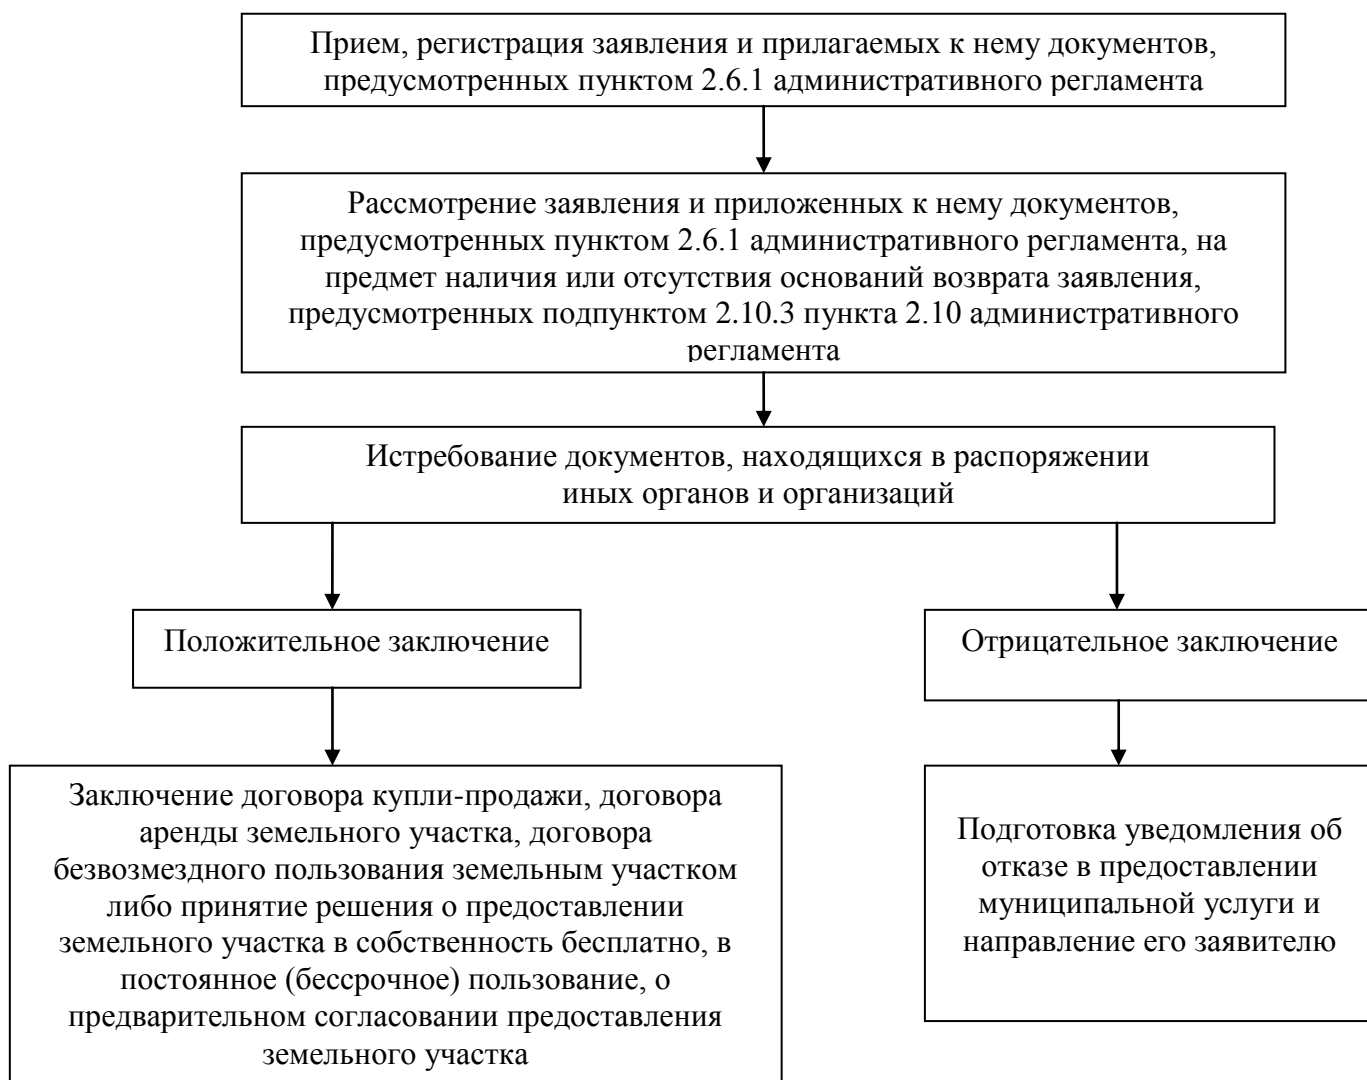 Прием, регистрация заявления и прилагаемых к нему документов,
предусмотренных пунктом 2.6.1 административного регламента
Рассмотрение заявления и приложенных к нему документов,
предусмотренных пунктом 2.6.1 административного регламента, на
предмет наличия или отсутствия оснований возврата заявления,
предусмотренных подпунктом 2.10.3 пункта 2.10 административного
регламента
Истребование документов, находящихся в распоряжении
иных органов и организаций
Положительное заключение
Отрицательное заключение
Заключение договора купли-продажи, договора
аренды земельного участка, договора
безвозмездного пользования земельным участком
либо принятие решения о предоставлении
земельного участка в собственность бесплатно, в
постоянное (бессрочное) пользование, о
предварительном согласовании предоставления
земельного участка
Подготовка уведомления об
отказе в предоставлении
муниципальной услуги и
направление его заявителю